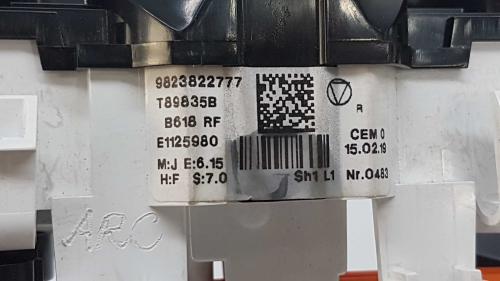 9823822777
T89835B
B618 RF
E1125980
M:J E:6.15
H:F S:7.0
R
CEM 0
15.02.19
Sh1 L1 Nr.0483
ARC